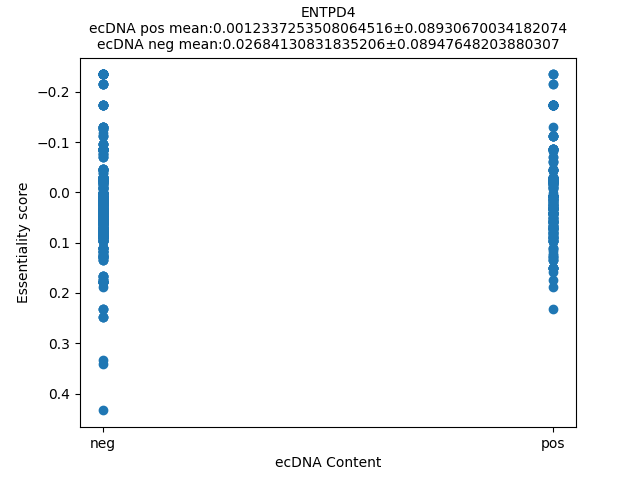 ENTPD4
ecDNA pos mean:0.0012337253508064516±0.08930670034182074
ecDNA neg mean:0.02684130831835206±0.08947648203880307
−0.2
−0.1
0.0
0.1
0.2
0.3
0.4
Essentiality score
neg
pos
ecDNA Content